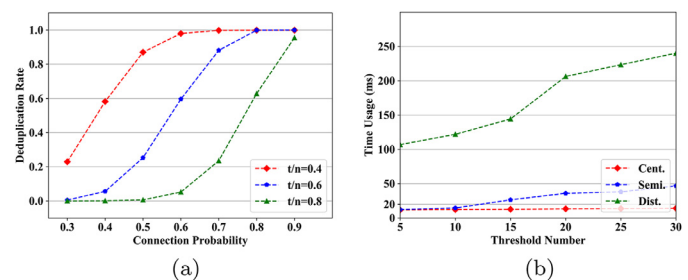 1.0
0.8
0.6
0.4
0.2
0.0
Deduplication Rate
0.3 0.4 0.5 0.6 0.7 0.8 0.9
Connection Probability
t/n=0.4
t/n=0.6
t/n=0.8
(a)
250
200
150
100
50
20
0
Time Usage (ms)
5 10 15 20 25 30
Threshold Number
Cent.
Semi.
Dist.
(b)